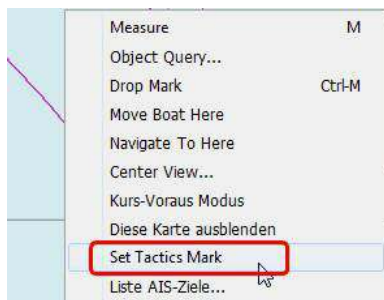 Measure M
Object Query...
Drop Mark Ctrl-M
Move Boat Here
Navigate To Here
Center View...
Kurs-Voraus Modus
Diese Karte ausblenden
Set Tactics Mark
Liste AIS-Ziele...